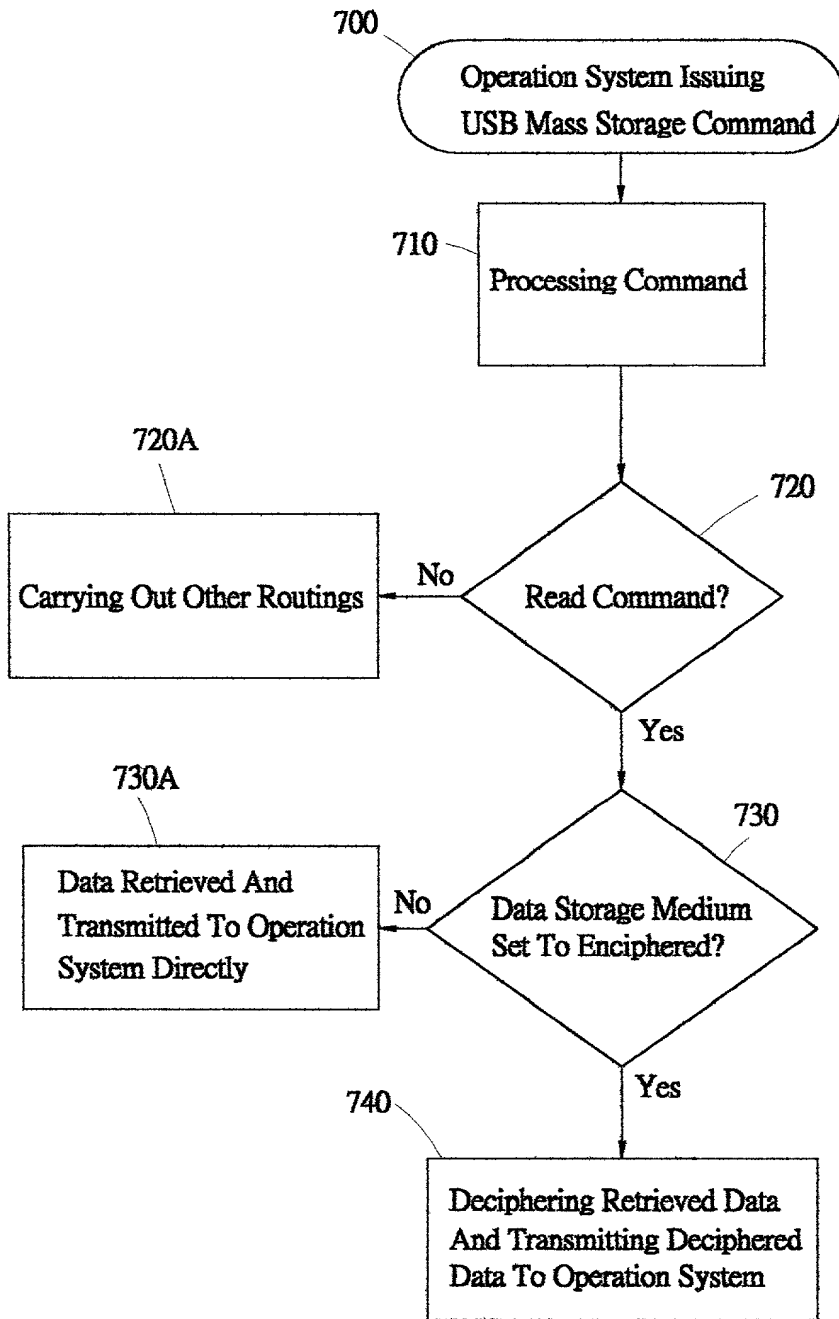 700
Operation System Issuing
USB Mass Storage Command
710
Processing Command
720A
720
Carrying Out Other Routings
No
Read Command?
Yes
730A
730
Data Retrieved And
Transmitted To Operation
System Directly
No
Data Storage Medium
Set To Enciphered?
Yes
740
Deciphering Retrieved Data
And Transmitting Deciphered
Data To Operation System